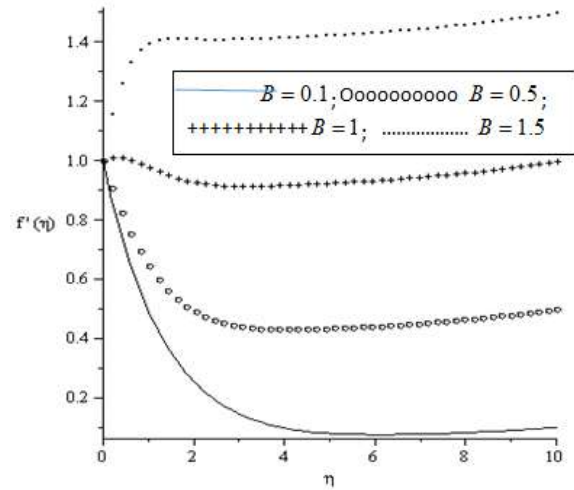 1.4
B = 0.1; Ooooooooooo B = 0.5;
+++++++++++ B = 1; ................. B = 1.5
1.2
1.0
0.8
f'(η)
0.6
0.4
0.2
0 2 4 6 8 10
η